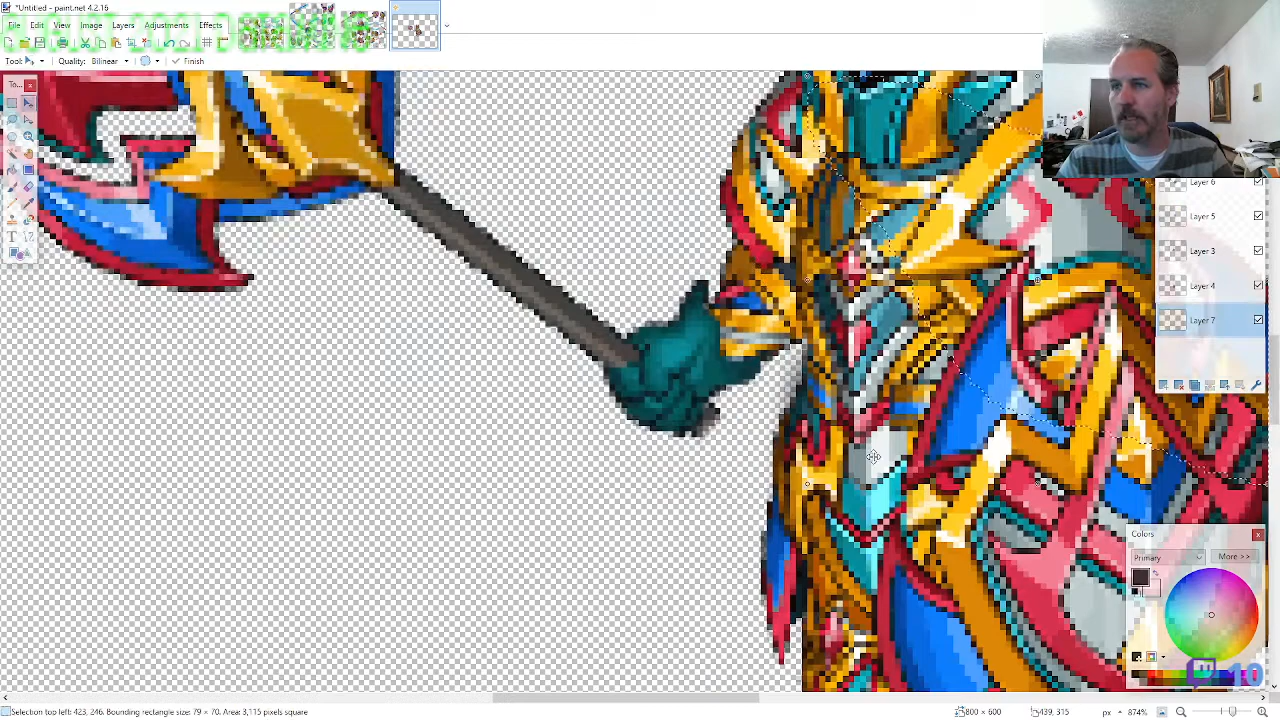 *Untitled - paint.net 4.2.16
File Edit View Image Layers Adjustments Effects
Tool: Quality: Bilinear Finish
To...
Layer 6
Layer 5
Layer 3
Layer 4
Layer 7
Colors
Primary More >>
10
Selection top left: 423, 246. Bounding rectangle size: 79 × 70. Area: 3,115 pixels square 800 × 600 439, 315 px 874%